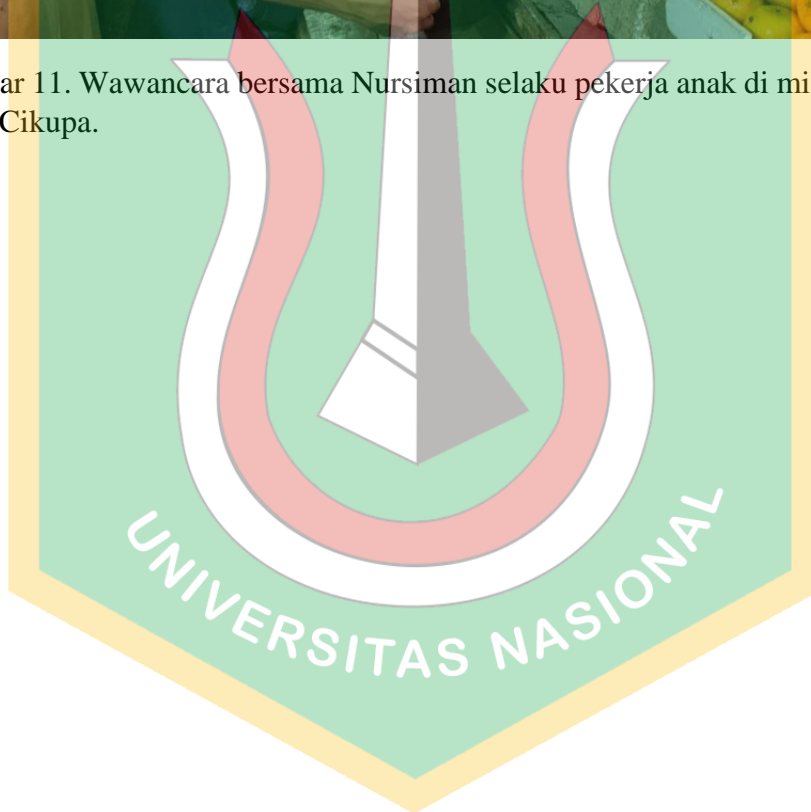 ar 11. Wawancara bersama Nursiman selaku pekerja anak di mi
Cikupa.
UNIVERSITAS NASIONAL